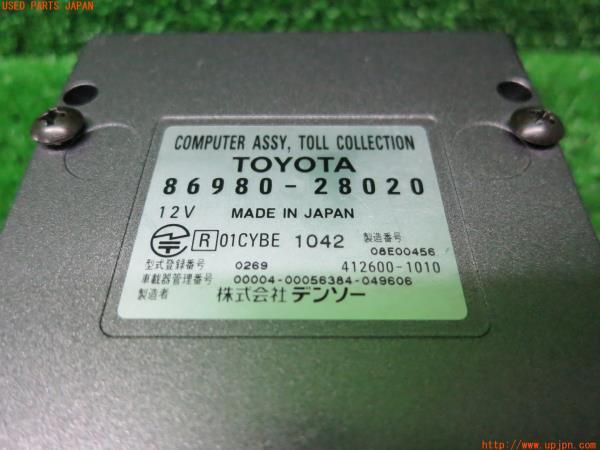 USED PARTS JAPAN
COMPUTER ASSY, TOLL COLLECTION
TOYOTA
86980-28020
12V MADE IN JAPAN
R 01CYBE 1042 製造番号
08E00456
型式登録番号 0269 412600-1010
車載器管理番号 00004-00056384-049606
製造者 株式会社 デンソー
http://www.upjpn.com/